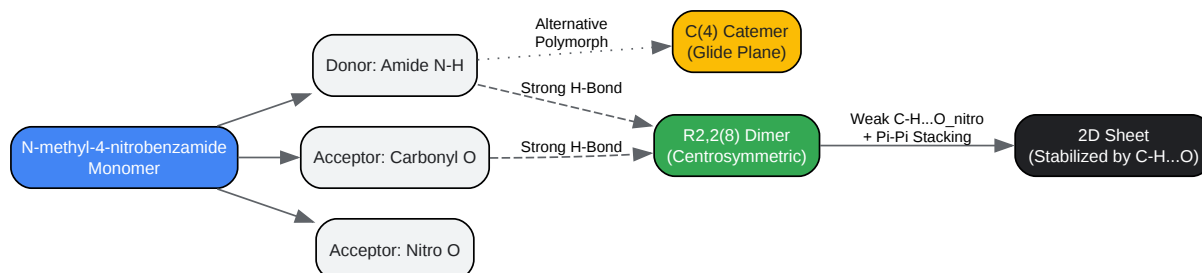 N-methyl-4-nitrobenzamide
Monomer
Donor: Amide N-H
Acceptor: Carbonyl O
Acceptor: Nitro O
Alternative
Polymorph
Strong H-Bond
Strong H-Bond
C(4) Catemer
(Glide Plane)
R2,2(8) Dimer
(Centrosymmetric)
Weak C-H...O_nitro
+ Pi-Pi Stacking
2D Sheet
(Stabilized by C-H...O)